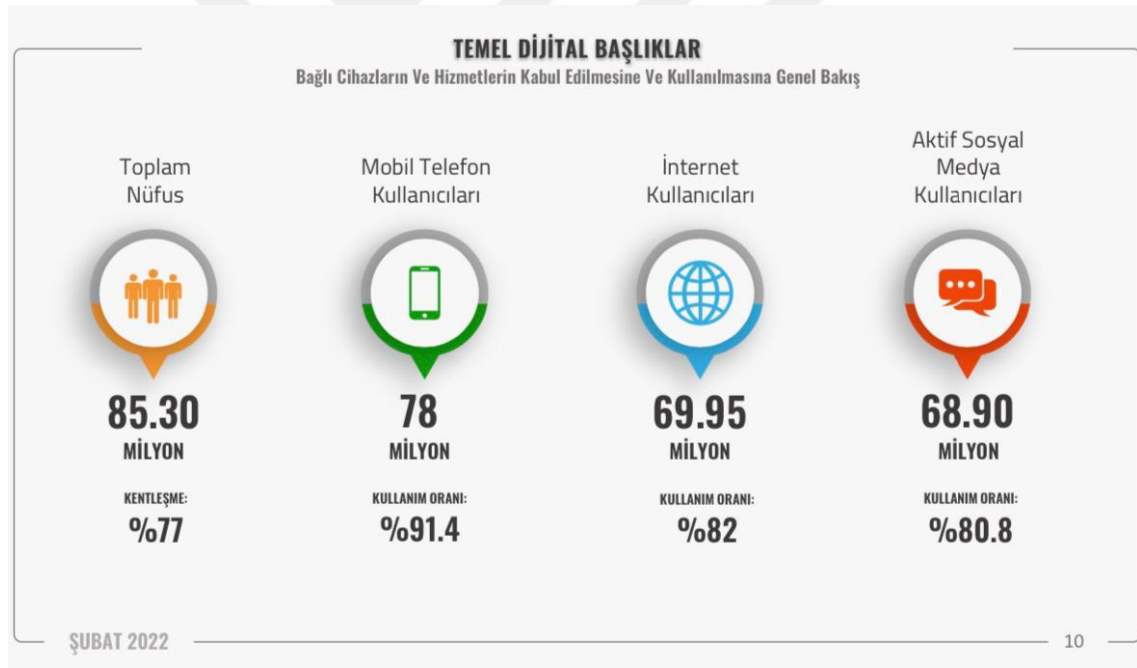 TEMEL DİJİTAL BAŞLIKLAR
Bağlı Cihazların Ve Hizmetlerin Kabul Edilmesine Ve Kullanılmasına Genel Bakış
Toplam
Nüfus
85.30
MİLYON
KENTLEŞME:
%77
Mobil Telefon
Kullanıcıları
78
MİLYON
KULLANIM ORANI:
%91.4
İnternet
Kullanıcıları
69.95
MİLYON
KULLANIM ORANI:
%82
Aktif Sosyal
Medya
Kullanıcıları
68.90
MİLYON
KULLANIM ORANI:
%80.8
ŞUBAT 2022
10